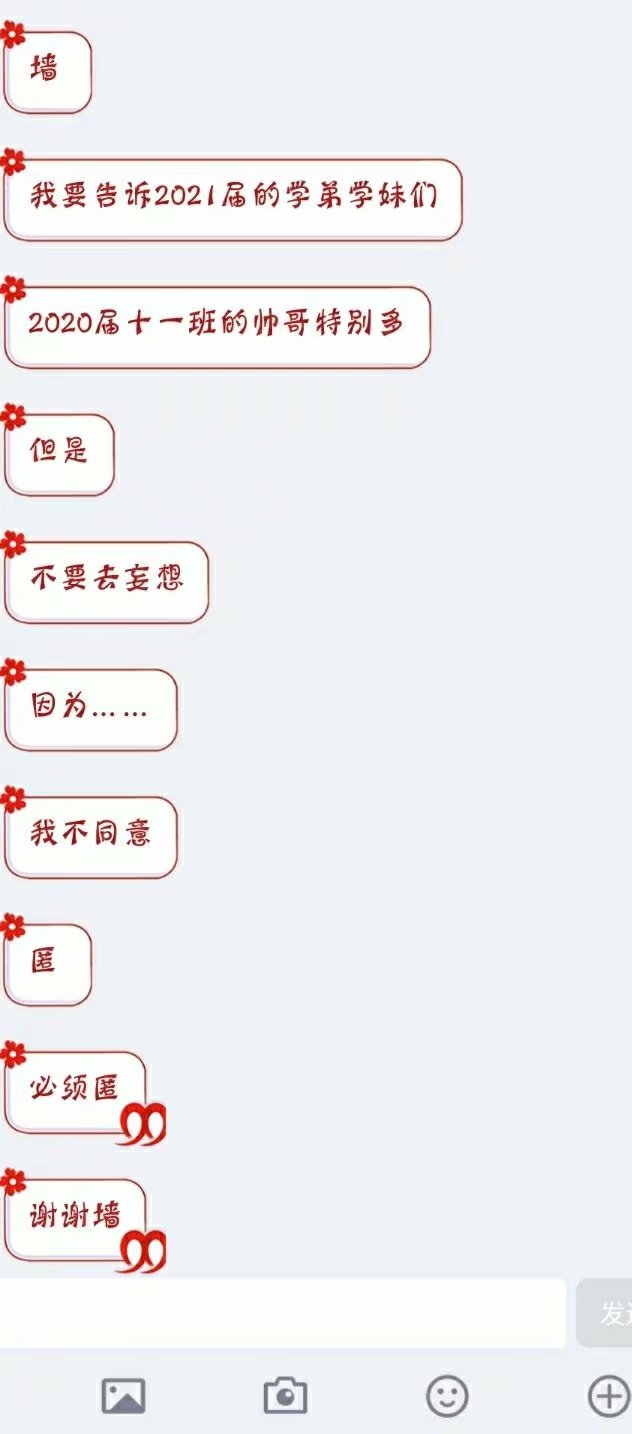 墙
我要告诉2021届的学弟学妹们
2020届十一班的帅哥特别多
但是
不要去妄想
因为……
我不同意
匿
必须匿
谢谢墙
发